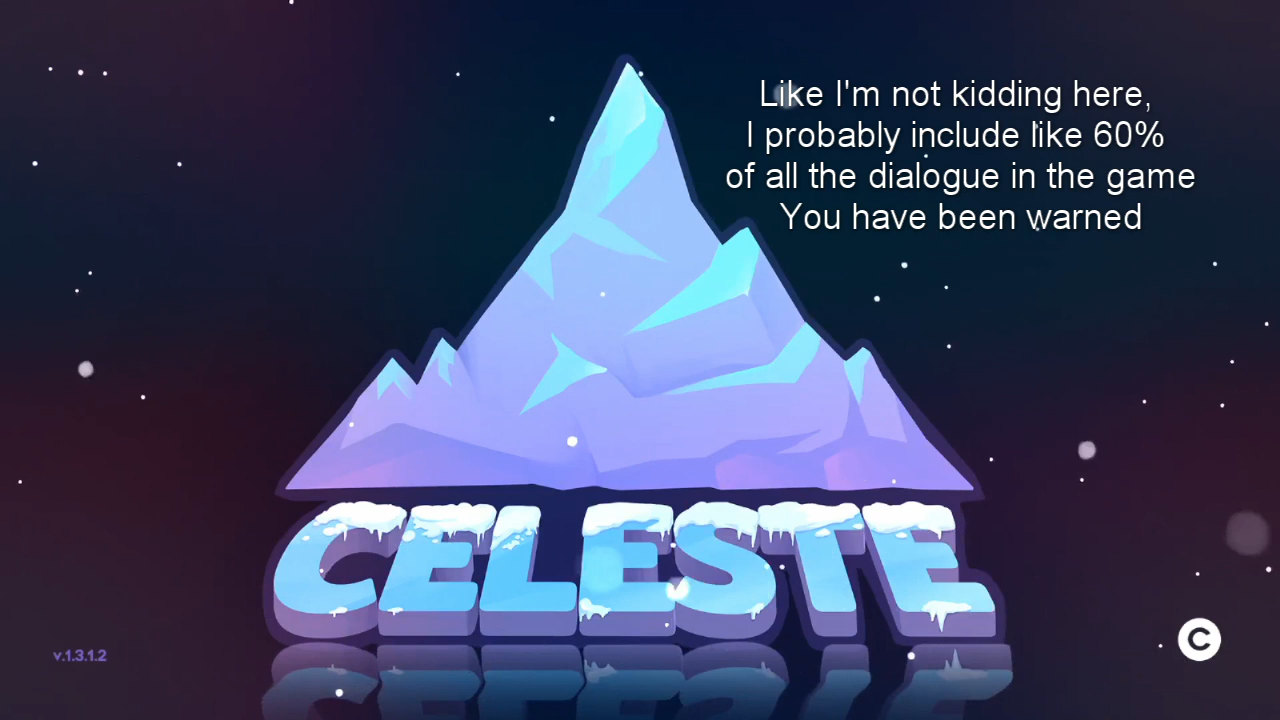 Like I'm not kidding here,
I probably include like 60%
of all the dialogue in the game
You have been warned
CELESTE
v.1.3.1.2
C